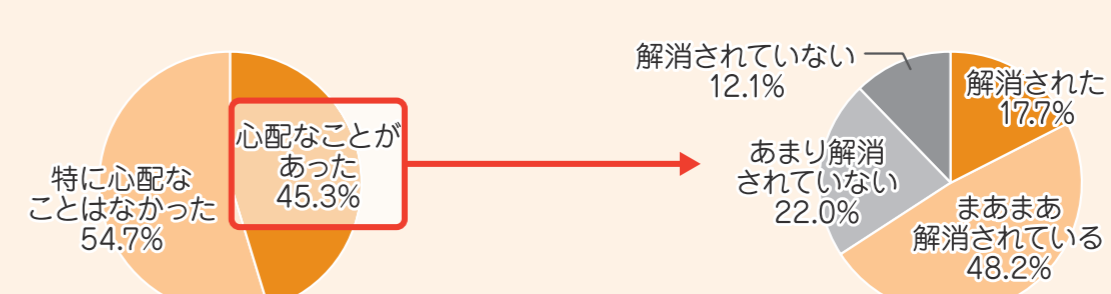 特に心配な
ことはなかった
54.7%
心配なことが
あった
45.3%
解消されていない
12.1%
解消された
17.7%
あまり解消
されていない
22.0%
まあまあ
解消されている
48.2%